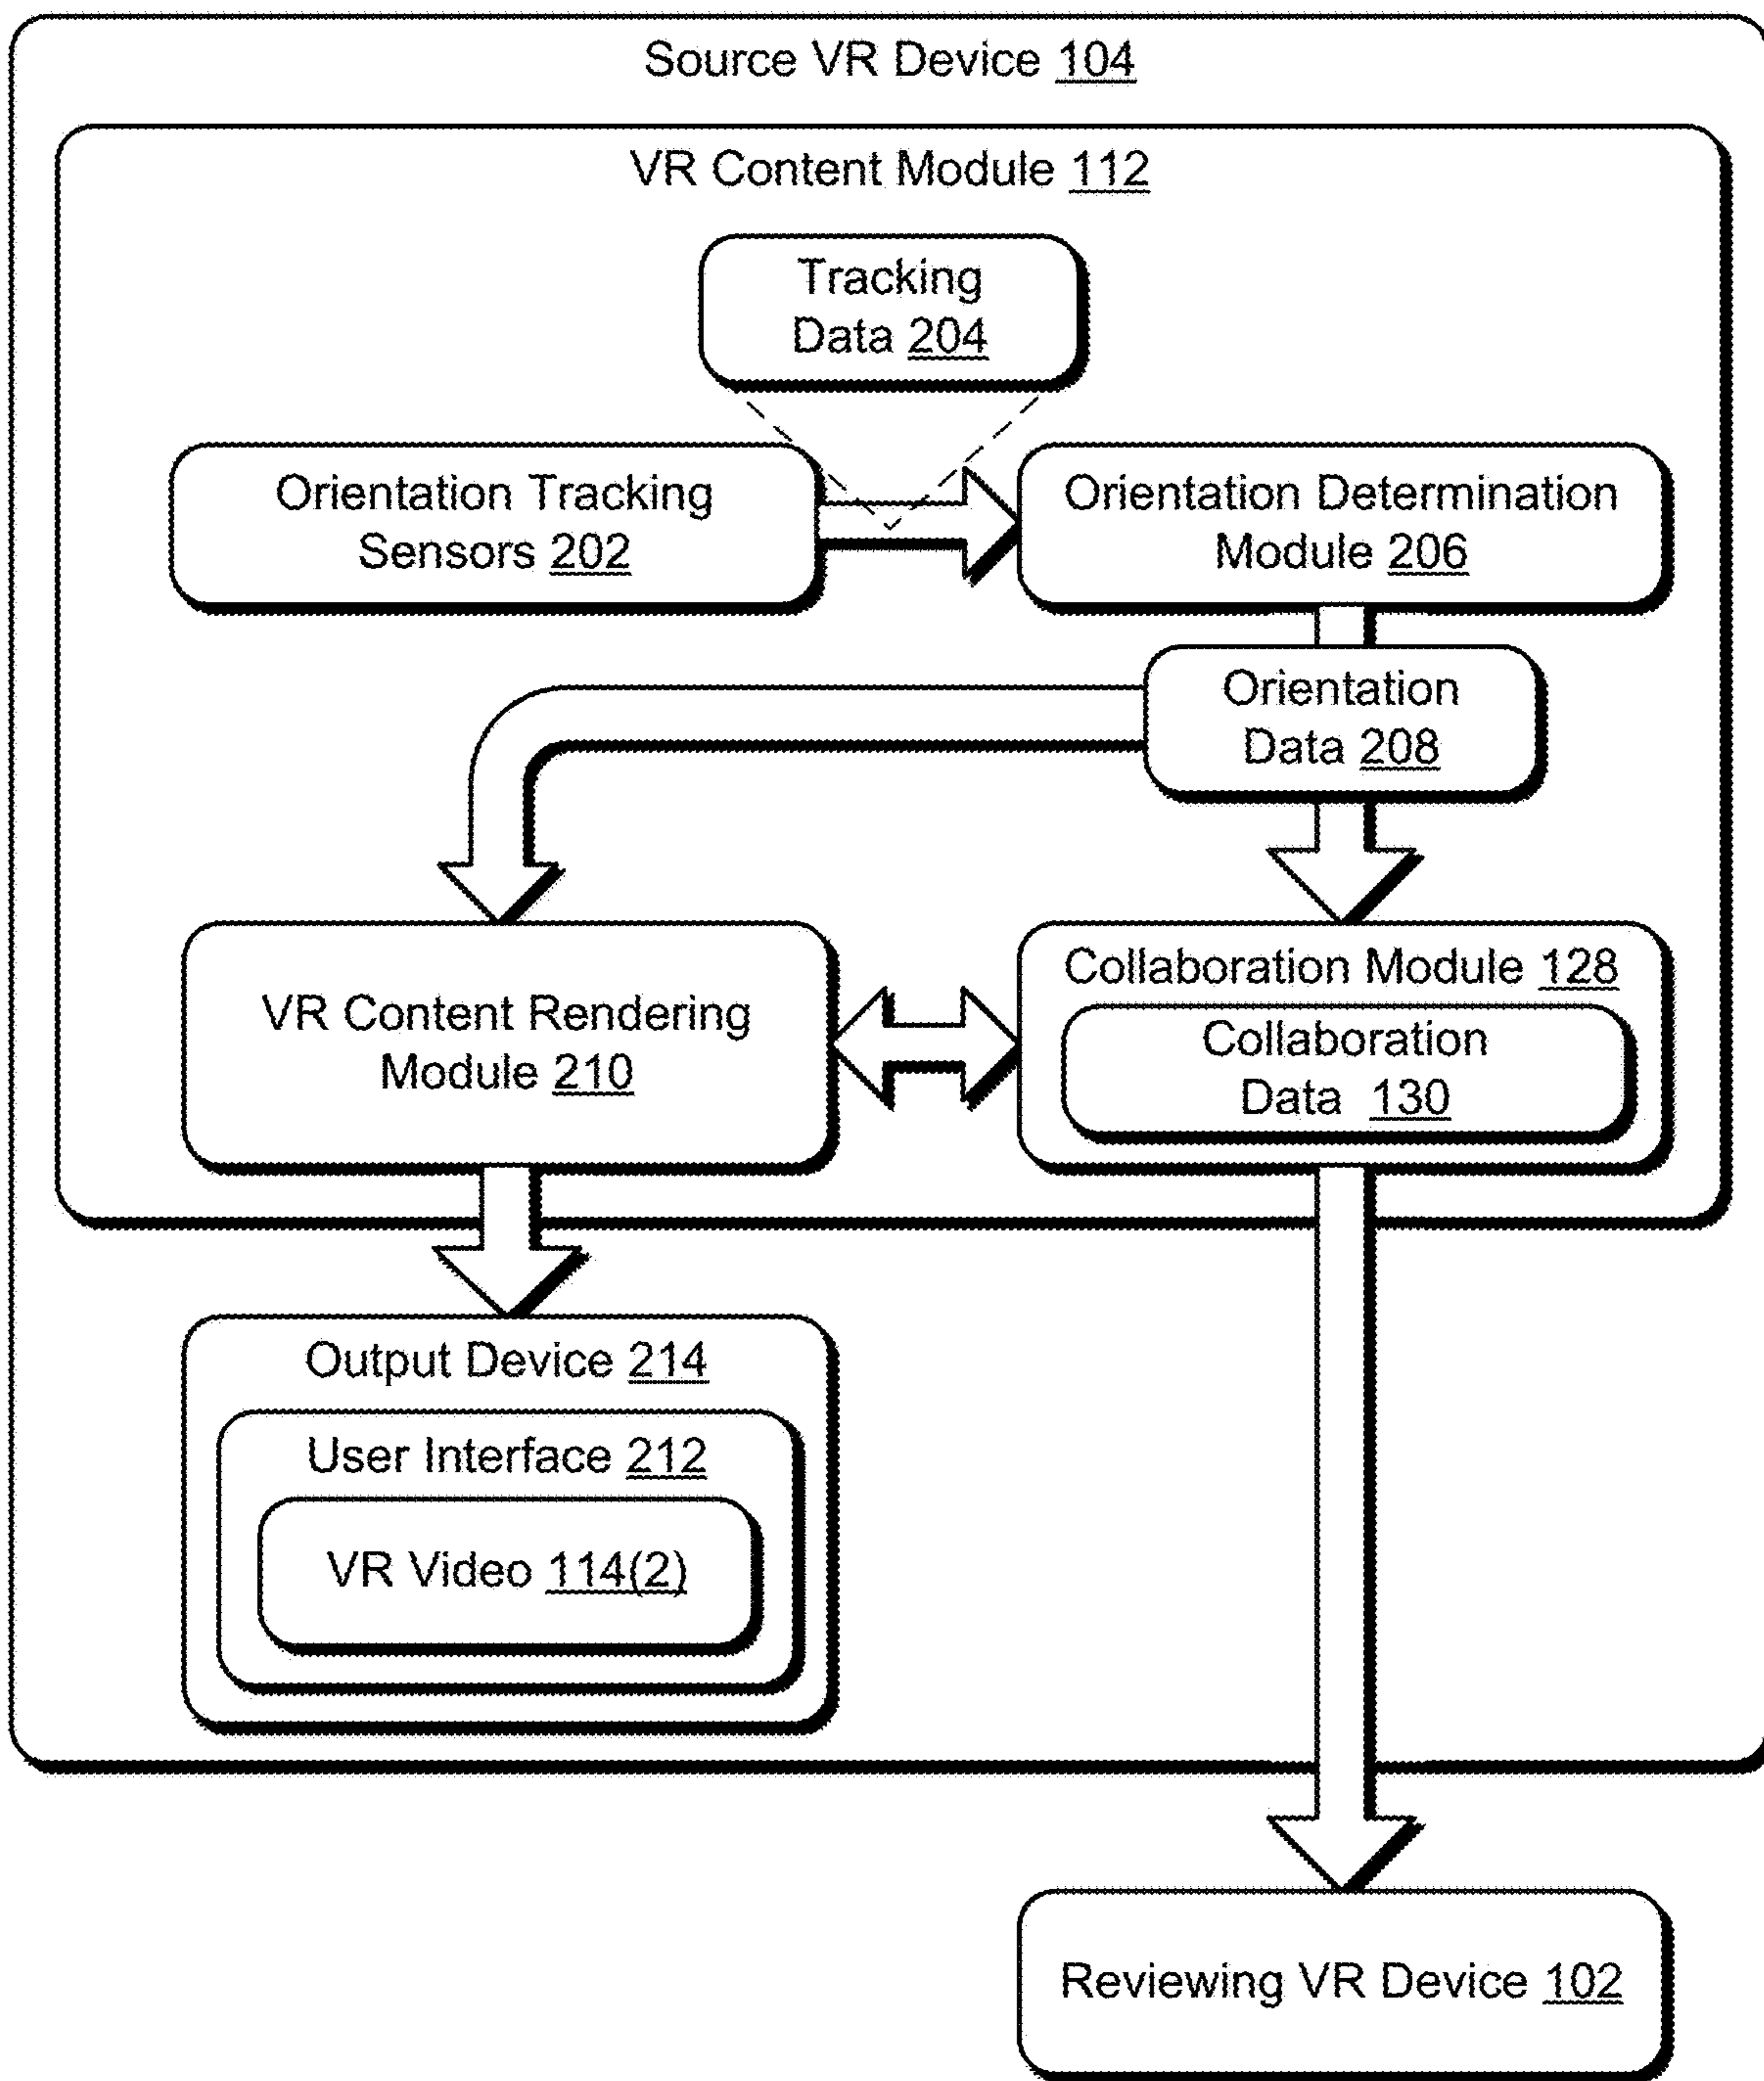 Source VR Device 104
VR Content Module 112
Tracking
Data 204
Orientation Tracking
Sensors 202
Orientation Determination
Module 206
Orientation
Data 208
VR Content Rendering
Module 210
Collaboration Module 128
Collaboration
Data 130
Output Device 214
User Interface 212
VR Video 114(2)
Reviewing VR Device 102